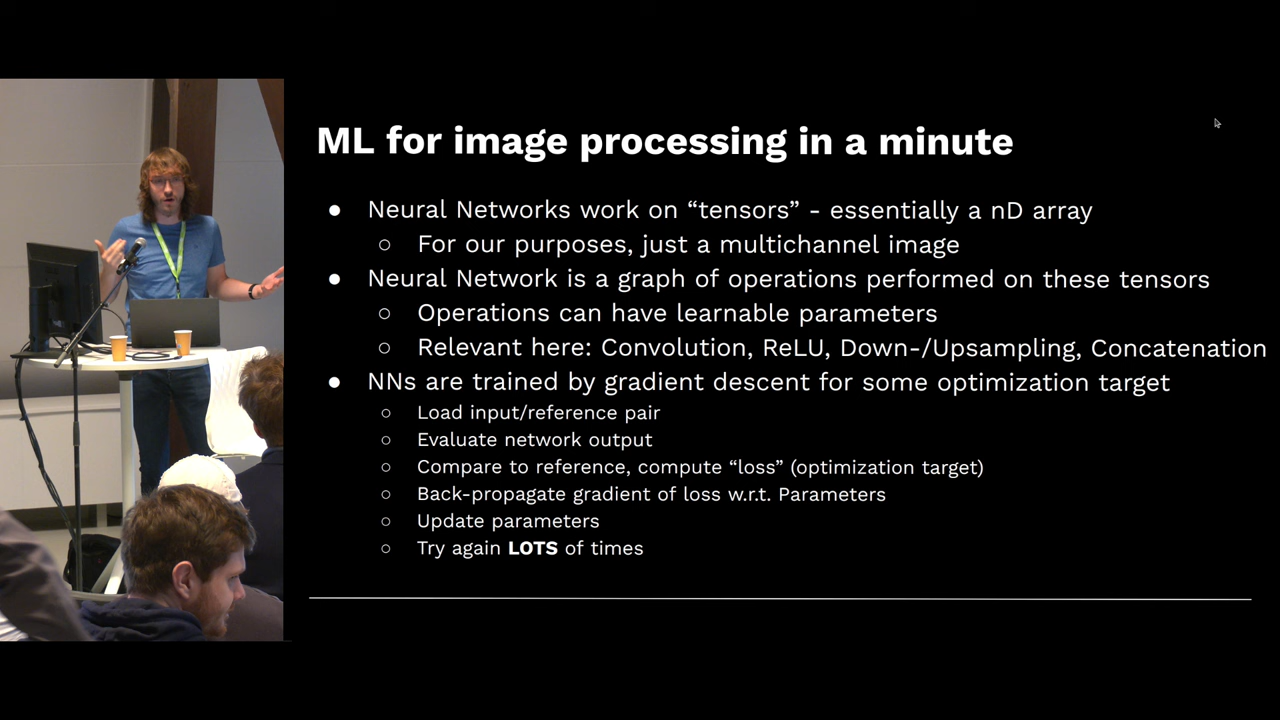 ML for image processing in a minute
● Neural Networks work on “tensors” - essentially a nD array
○ For our purposes, just a multichannel image
● Neural Network is a graph of operations performed on these tensors
○ Operations can have learnable parameters
○ Relevant here: Convolution, ReLU, Down-/Upsampling, Concatenation
● NNs are trained by gradient descent for some optimization target
○ Load input/reference pair
○ Evaluate network output
○ Compare to reference, compute “loss” (optimization target)
○ Back-propagate gradient of loss w.r.t. Parameters
○ Update parameters
○ Try again LOTS of times